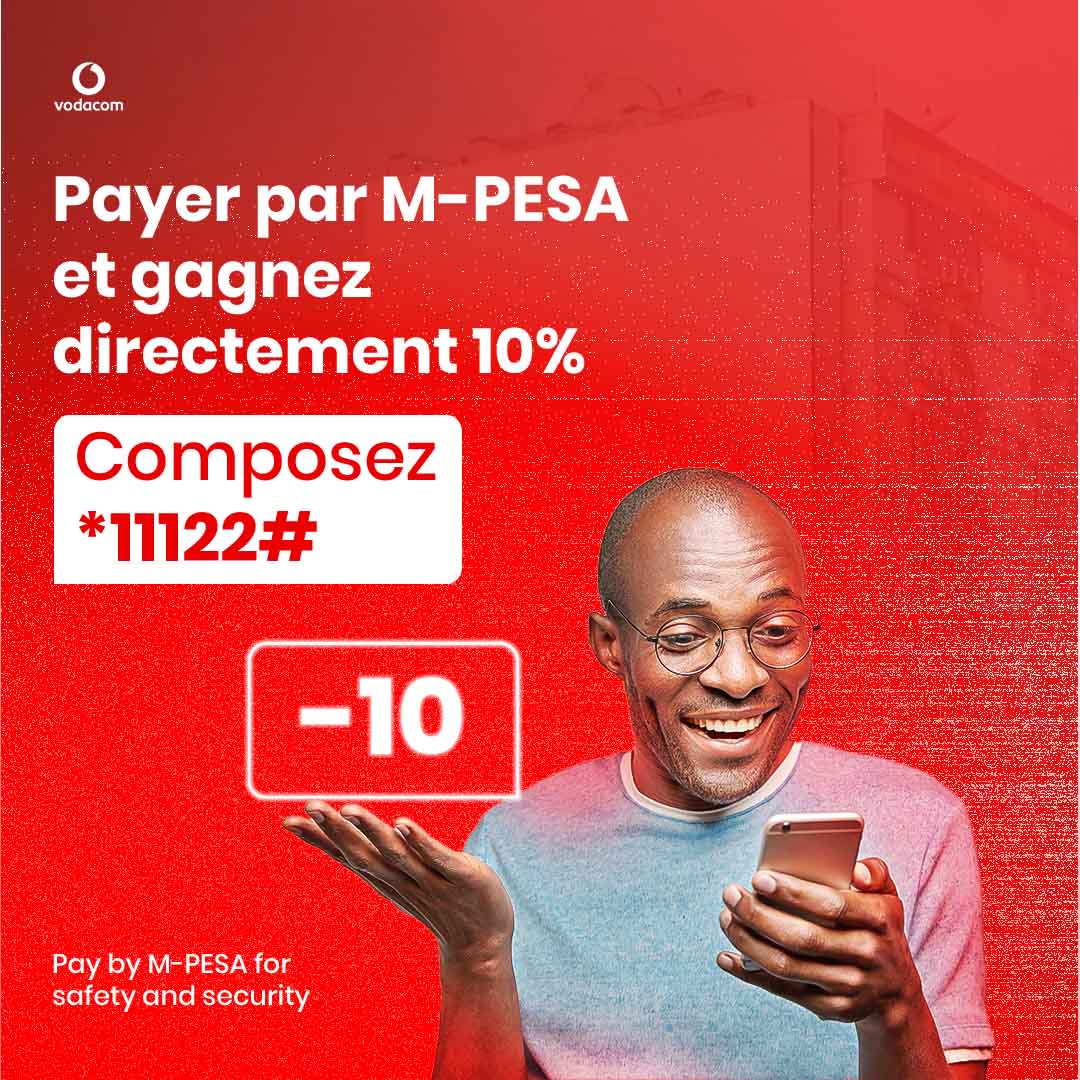 vodacom
Payer par M-PESA
et gagnez
directement 10%
Composez
*11122#
-10
Pay by M-PESA for
safety and security